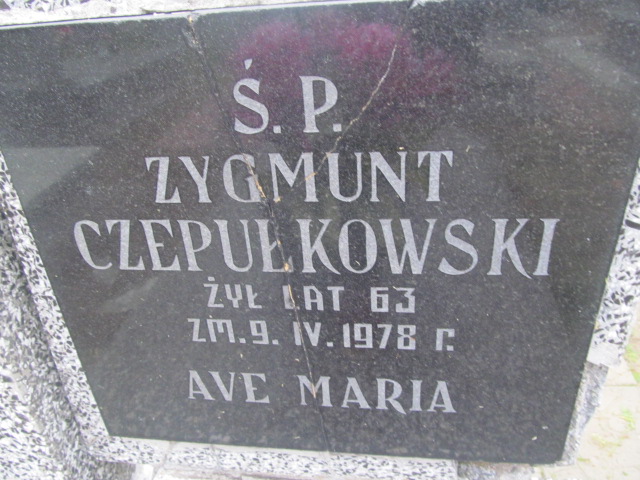 Ś. P.
ZYGMUNT
CZEPUŁKOWSKI
ŻYŁ LAT 63
ZM. 9. IV. 1978 r.
AVE MARIA